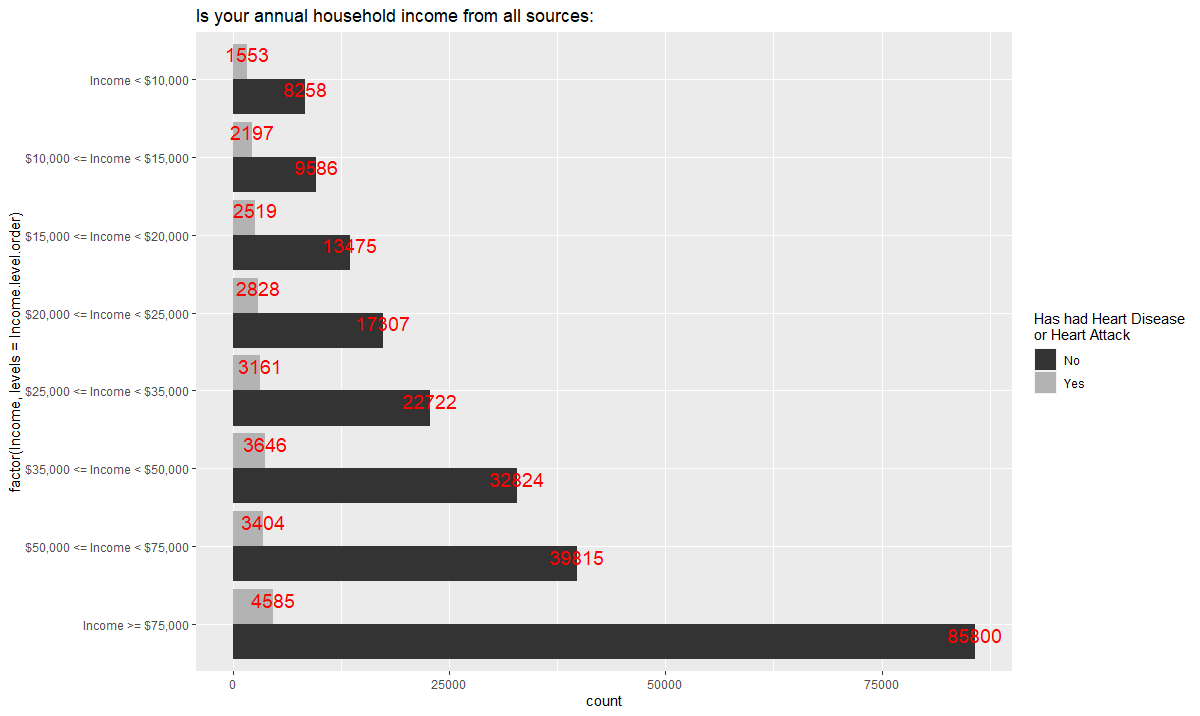 Is your annual household income from all sources:
factor(Income, levels = Income.level.order)
Income < $10,000
1553
8258
$10,000 <= Income < $15,000
2197
9586
$15,000 <= Income < $20,000
2519
13475
$20,000 <= Income < $25,000
2828
17307
$25,000 <= Income < $35,000
3161
22722
$35,000 <= Income < $50,000
3646
32824
$50,000 <= Income < $75,000
3404
39815
Income >= $75,000
4585
85800
0 25000 50000 75000
count
Has had Heart Disease
or Heart Attack
No
Yes